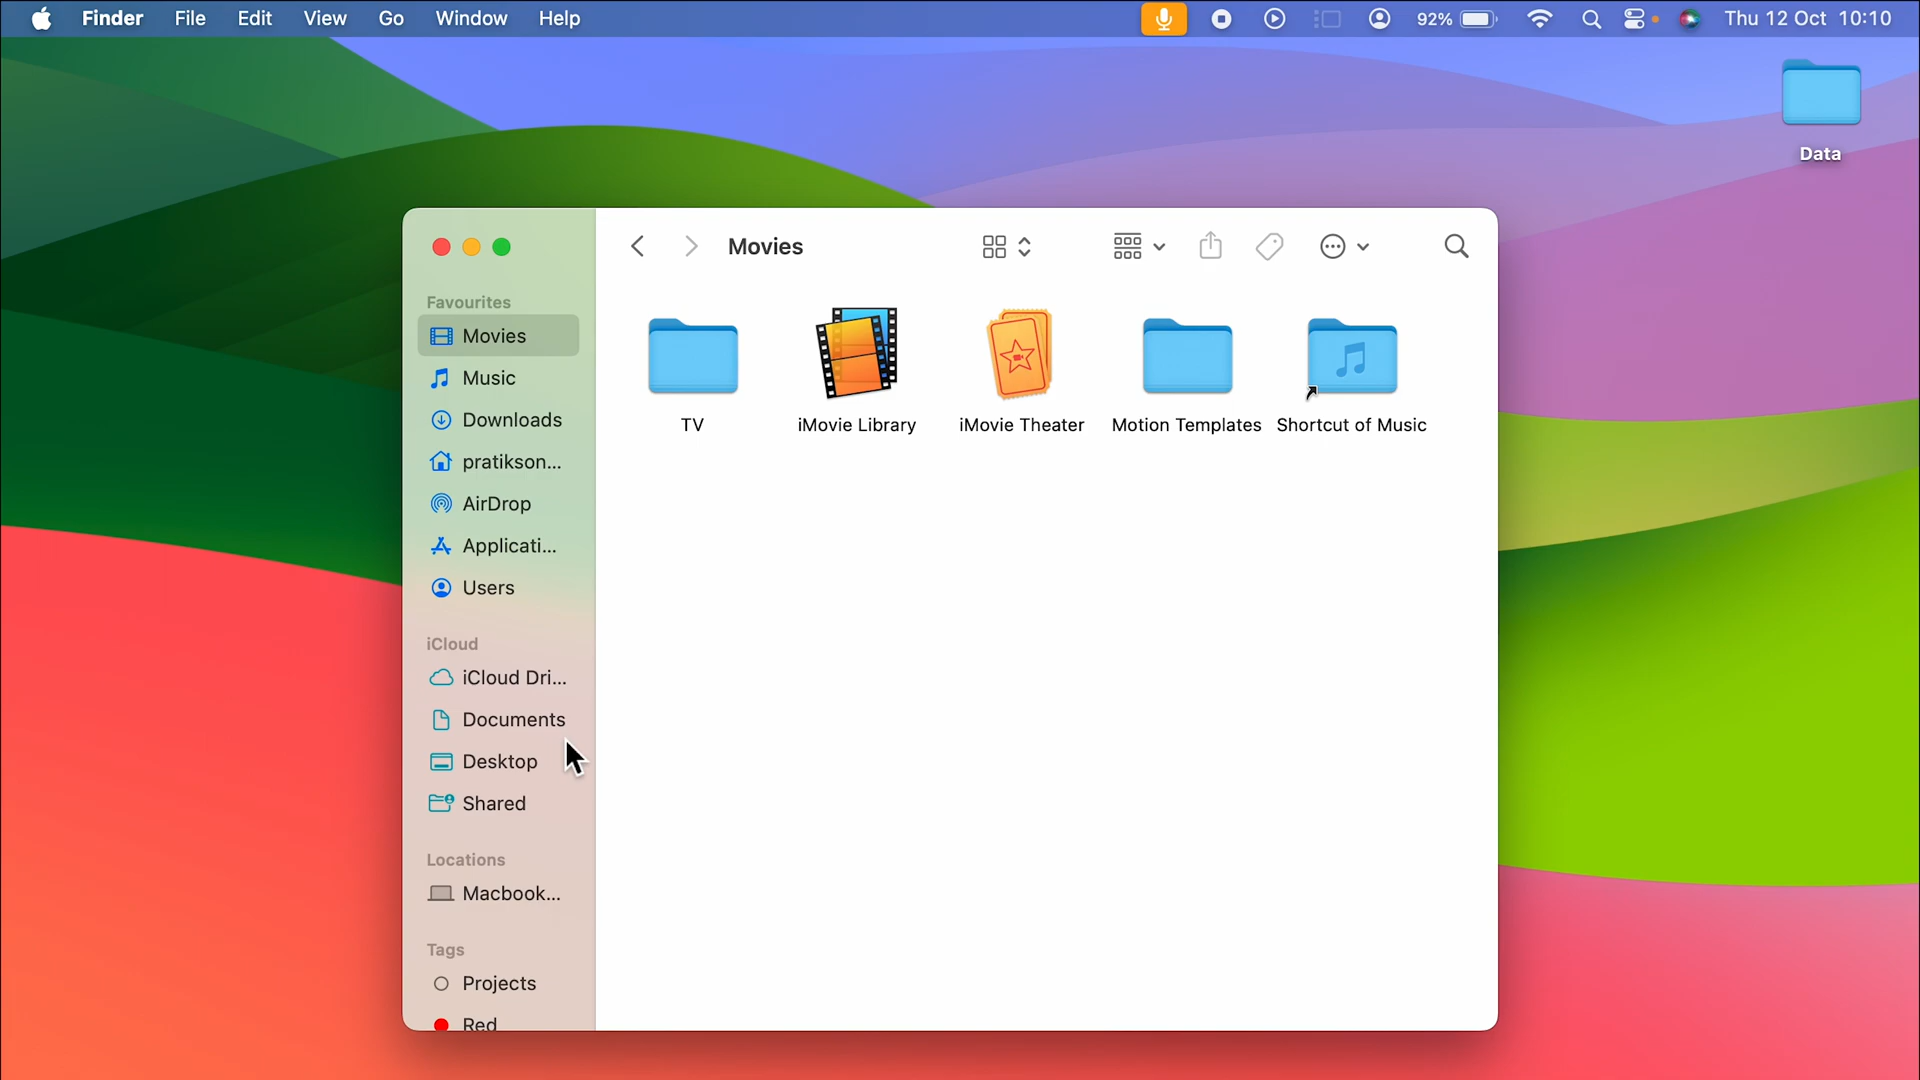 Finder File Edit View Go Window Help 92% Thu 12 Oct 10:10
Data
Movies
Favourites
Movies
Music
Downloads
pratikson...
AirDrop
Applicati...
Users
iCloud
iCloud Dri...
Documents
Desktop
Shared
Locations
Macbook...
Tags
Projects
Red
TV iMovie Library iMovie Theater Motion Templates Shortcut of Music